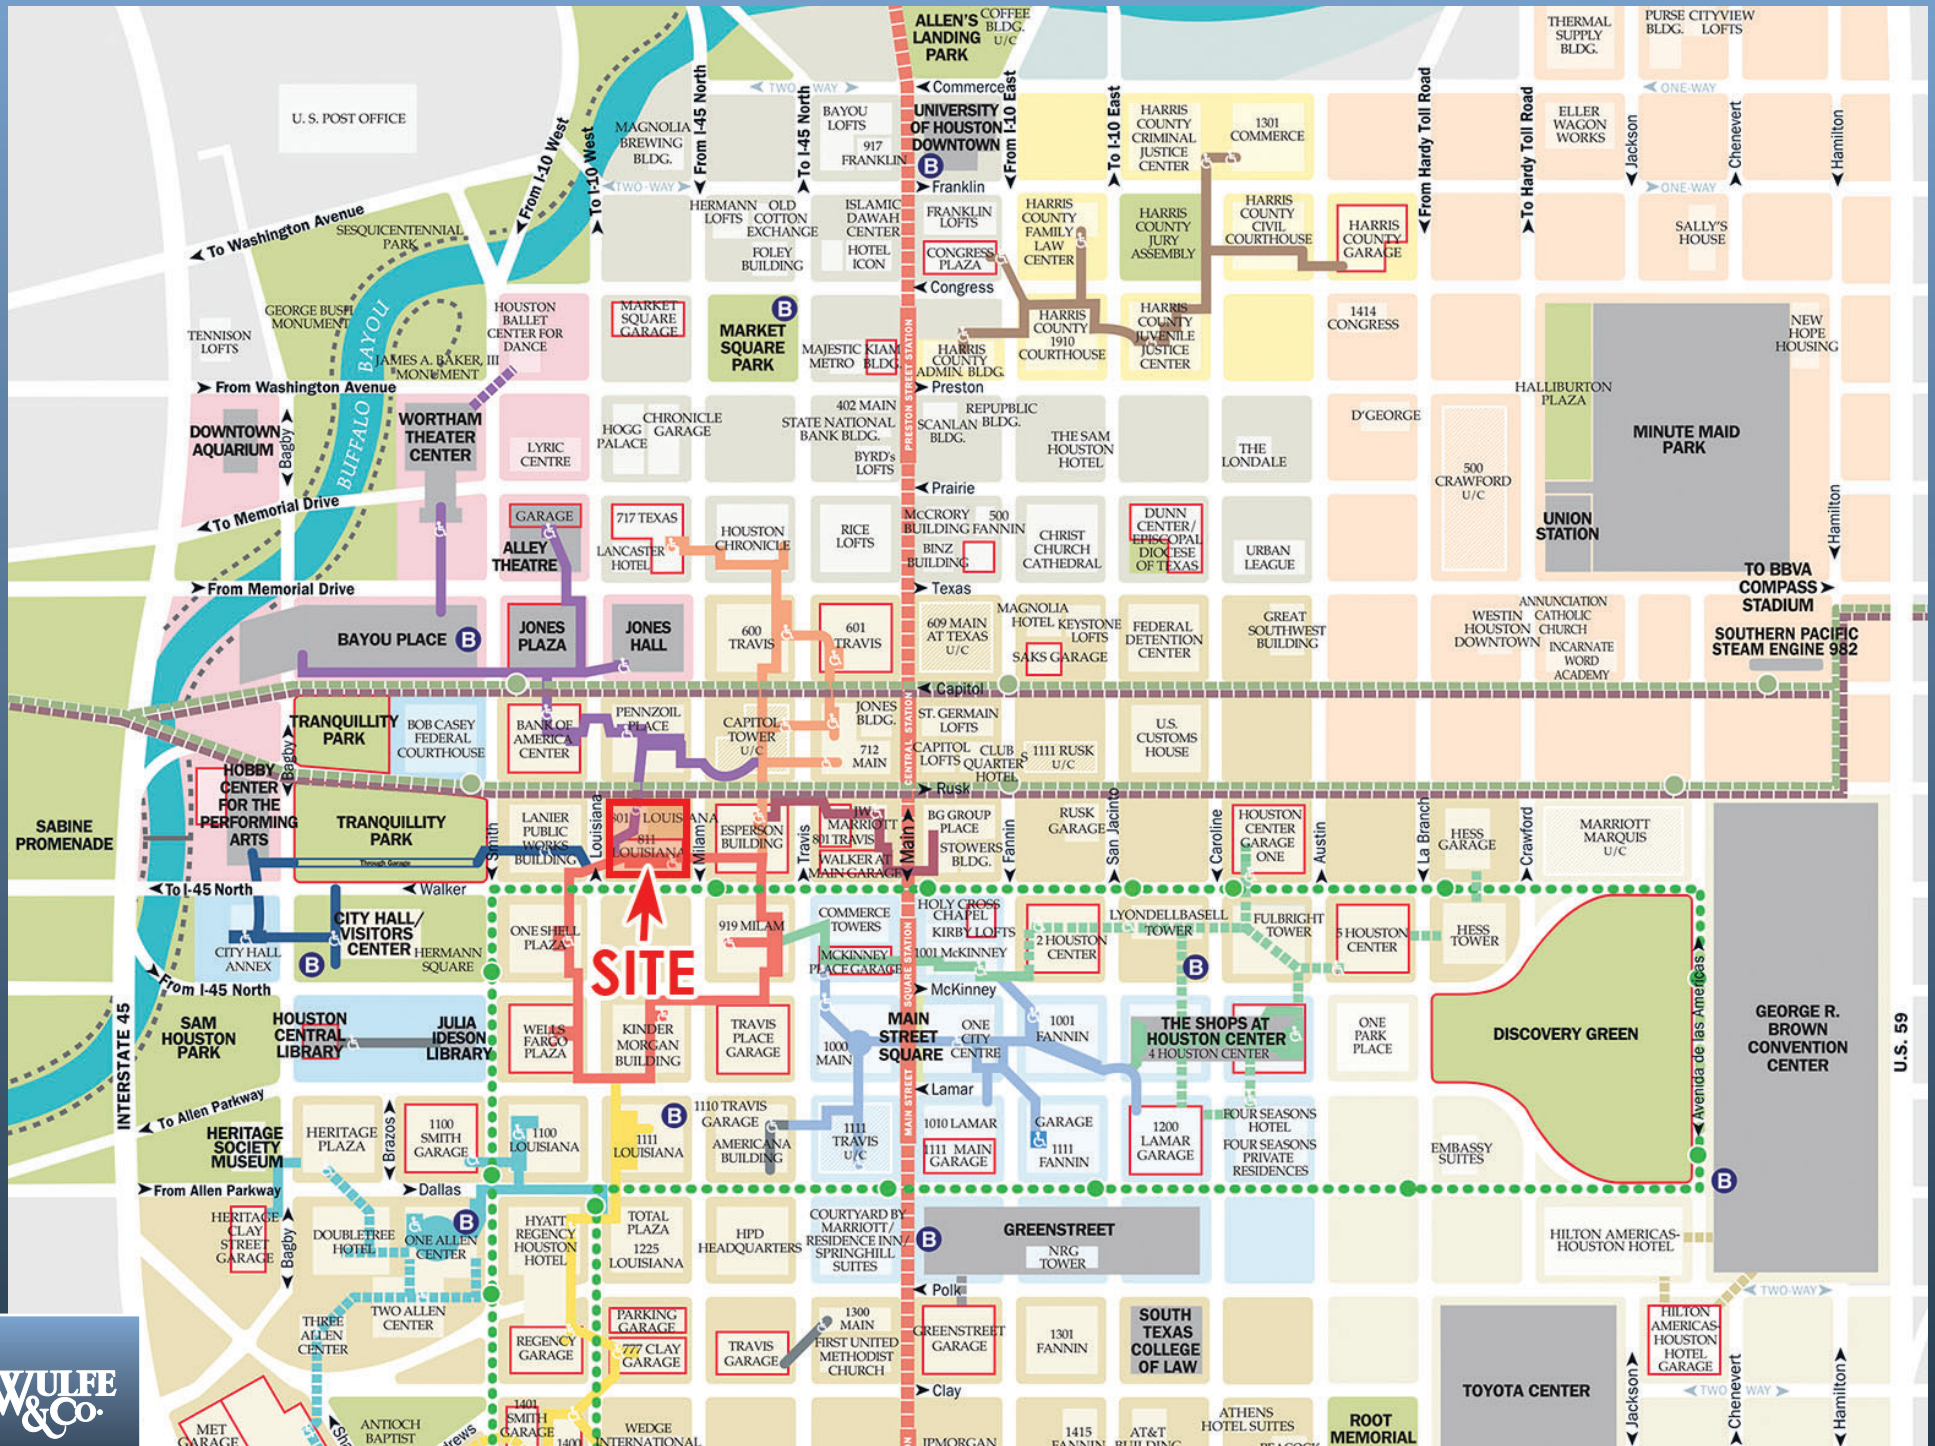 ALLEN'S
LANDING
PARK
COFFEE
BLDG.
U/C
THERMAL
SUPPLY
BLDG.
PURSE
BLDG.
CITYVIEW
LOFTS
U. S. POST OFFICE
From I-10 West
To I-10 West
MAGNOLIA
BREWING
BLDG.
From I-45 North
TWO-WAY
To I-45 North
BAYOU
LOFTS
917
FRANKLIN
Commerce
UNIVERSITY
OF HOUSTON
DOWNTOWN
B
From I-10 East
To I-10 East
HARRIS
COUNTY
CRIMINAL
JUSTICE
CENTER
1301
COMMERCE
From Hardy Toll Road
To Hardy Toll Road
ELLER
WAGON
WORKS
ONE-WAY
Jackson
Chenevert
Hamilton
TWO-WAY
Franklin
ONE-WAY
To Washington Avenue
SESQUICENTENNIAL
PARK
HERMANN
LOFTS
OLD
COTTON
EXCHANGE
FOLEY
BUILDING
ISLAMIC
DAWAH
CENTER
HOTEL
ICON
FRANKLIN
LOFTS
CONGRESS
PLAZA
HARRIS
COUNTY
FAMILY
LAW
CENTER
HARRIS
COUNTY
JURY
ASSEMBLY
HARRIS
COUNTY
CIVIL
COURTHOUSE
HARRIS
COUNTY
GARAGE
SALLY'S
HOUSE
Congress
GEORGE BUSH
MONUMENT
TENNISON
LOFTS
BUFFALO BAYOU
JAMES A. BAKER, III
MONUMENT
HOUSTON
BALLET
CENTER FOR
DANCE
MARKET
SQUARE
GARAGE
MARKET
SQUARE
PARK
B
MAJESTIC
METRO
KIAM
BLDG.
PRESTON STREET STATION
HARRIS
COUNTY
ADMIN. BLDG.
HARRIS
COUNTY
1910
COURTHOUSE
HARRIS
COUNTY
JUVENILE
JUSTICE
CENTER
1414
CONGRESS
NEW
HOPE
HOUSING
From Washington Avenue
Preston
HALLIBURTON
PLAZA
DOWNTOWN
AQUARIUM
Bagby
WORTHAM
THEATER
CENTER
LYRIC
CENTRE
HOGG
PALACE
CHRONICLE
GARAGE
402 MAIN
STATE NATIONAL
BANK BLDG.
BYRD's
LOFTS
SCANLAN
BLDG.
REPUPBLIC
BLDG.
THE SAM
HOUSTON
HOTEL
THE
LONDALE
D'GEORGE
500
CRAWFORD
U/C
MINUTE MAID
PARK
To Memorial Drive
Prairie
GARAGE
ALLEY
THEATRE
717 TEXAS
LANCASTER
HOTEL
HOUSTON
CHRONICLE
RICE
LOFTS
McCRORY
BUILDING
500
FANNIN
BINZ
BUILDING
CHRIST
CHURCH
CATHEDRAL
DUNN
CENTER/
EPISCOPAL
DIOCESE
OF TEXAS
URBAN
LEAGUE
UNION
STATION
Hamilton
From Memorial Drive
Texas
TO BBVA
COMPASS
STADIUM
BAYOU PLACE
B
JONES
PLAZA
JONES
HALL
600
TRAVIS
601
TRAVIS
609 MAIN
AT TEXAS
U/C
MAGNOLIA
HOTEL
KEYSTONE
LOFTS
SAKS GARAGE
FEDERAL
DETENTION
CENTER
GREAT
SOUTHWEST
BUILDING
WESTIN
HOUSTON
DOWNTOWN
ANNUNCIATION
CATHOLIC
CHURCH
INCARNATE
WORD
ACADEMY
SOUTHERN PACIFIC
STEAM ENGINE 982
Capitol
TRANQUILLITY
PARK
Bagby
BOB CASEY
FEDERAL
COURTHOUSE
BANK OF
AMERICA
CENTER
PENNZOIL
PLACE
CAPITOL
TOWER
U/C
JONES
BLDG.
712
MAIN
CENTRAL STATION
ST. GERMAIN
LOFTS
CAPITOL
LOFTS
CLUB
QUARTERS
HOTEL
1111 RUSK
U/C
U.S.
CUSTOMS
HOUSE
Rusk
HOBBY
CENTER
FOR THE
PERFORMING
ARTS
SABINE
PROMENADE
TRANQUILLITY
PARK
Through Garage
Smith
LANIER
PUBLIC
WORKS
BUILDING
Louisiana
801 LOUISIANA
811
LOUISIANA
Milam
ESPERSON
BUILDING
Travis
JW
MARRIOTT
801 TRAVIS
WALKER AT
MAIN GARAGE
Main
BG GROUP
PLACE
STOWERS
BLDG.
Fannin
RUSK
GARAGE
San Jacinto
Caroline
HOUSTON
CENTER
GARAGE
ONE
Austin
La Branch
HESS
GARAGE
Crawford
MARRIOTT
MARQUIS
U/C
To I-45 North
Walker
SITE
CITY HALL
ANNEX
CITY HALL/
VISITORS
CENTER
B
HERMANN
SQUARE
ONE SHELL
PLAZA
919 MILAM
COMMERCE
TOWERS
McKINNEY
PLACE GARAGE
HOLY CROSS
CHAPEL
KIRBY LOFTS
1001 McKINNEY
2 HOUSTON
CENTER
LYONDELLBASELL
TOWER
B
FULBRIGHT
TOWER
5 HOUSTON
CENTER
HESS
TOWER
From I-45 North
McKinney
INTERSTATE 45
SAM
HOUSTON
PARK
HOUSTON
CENTRAL
LIBRARY
JULIA
IDESON
LIBRARY
WELLS
FARGO
PLAZA
KINDER
MORGAN
BUILDING
TRAVIS
PLACE
GARAGE
1000
MAIN
MAIN
STREET
SQUARE
MAIN STREET SQUARE STATION
ONE
CITY
CENTRE
1001
FANNIN
THE SHOPS AT
HOUSTON CENTER
4 HOUSTON CENTER
ONE
PARK
PLACE
DISCOVERY GREEN
Avenida de las Americas
GEORGE R.
BROWN
CONVENTION
CENTER
U.S. 59
Lamar
To Allen Parkway
HERITAGE
SOCIETY
MUSEUM
HERITAGE
PLAZA
Brazos
1100
SMITH
GARAGE
1100
LOUISIANA
B
1111
LOUISIANA
1110 TRAVIS
GARAGE
AMERICANA
BUILDING
1111
TRAVIS
U/C
1010 LAMAR
1111 MAIN
GARAGE
GARAGE
1111
FANNIN
1200
LAMAR
GARAGE
FOUR SEASONS
HOTEL
FOUR SEASONS
PRIVATE
RESIDENCES
EMBASSY
SUITES
B
From Allen Parkway
Dallas
HERITAGE
CLAY
STREET
GARAGE
Bagby
DOUBLETREE
HOTEL
ONE ALLEN
CENTER
B
HYATT
REGENCY
HOUSTON
HOTEL
TOTAL
PLAZA
1225
LOUISIANA
HPD
HEADQUARTERS
COURTYARD BY
MARRIOTT/
RESIDENCE INN/
SPRINGHILL
SUITES
B
GREENSTREET
NRG
TOWER
HILTON AMERICAS-
HOUSTON HOTEL
Polk
TWO-WAY
THREE
ALLEN
CENTER
TWO ALLEN
CENTER
REGENCY
GARAGE
PARKING
GARAGE
777 CLAY
GARAGE
TRAVIS
GARAGE
1300
MAIN
FIRST UNITED
METHODIST
CHURCH
GREENSTREET
GARAGE
1301
FANNIN
SOUTH
TEXAS
COLLEGE
OF LAW
TOYOTA CENTER
HILTON
AMERICAS-
HOUSTON
HOTEL
GARAGE
Jackson
Chenevert
Hamilton
TWO WAY
Clay
WULFE
&CO.
MET
GARAGE
ANTIOCH
BAPTIST
1401
SMITH
GARAGE
1400
WEDGE
INTERNATIONAL
JPMORGAN
1415
FANNIN
AT&T
BUILDING
ATHENS
HOTEL SUITES
ROOT
MEMORIAL